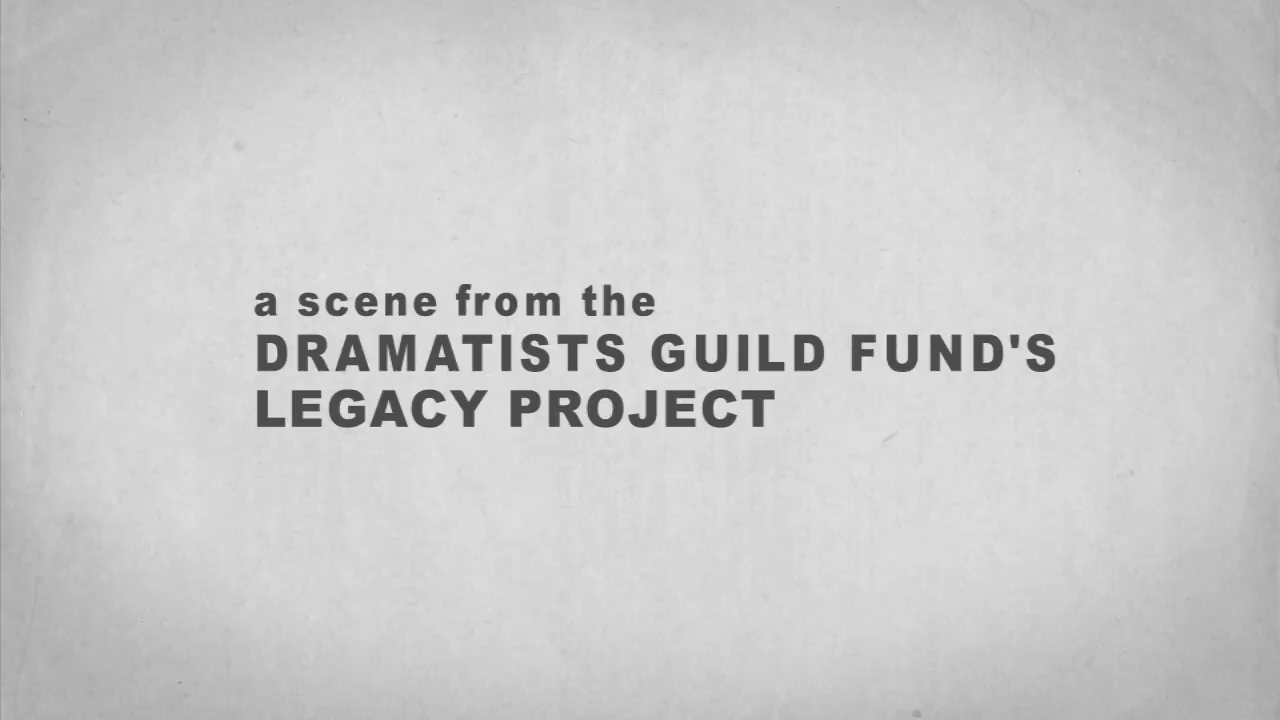 a scene from the
DRAMATISTS GUILD FUND'S
LEGACY PROJECT